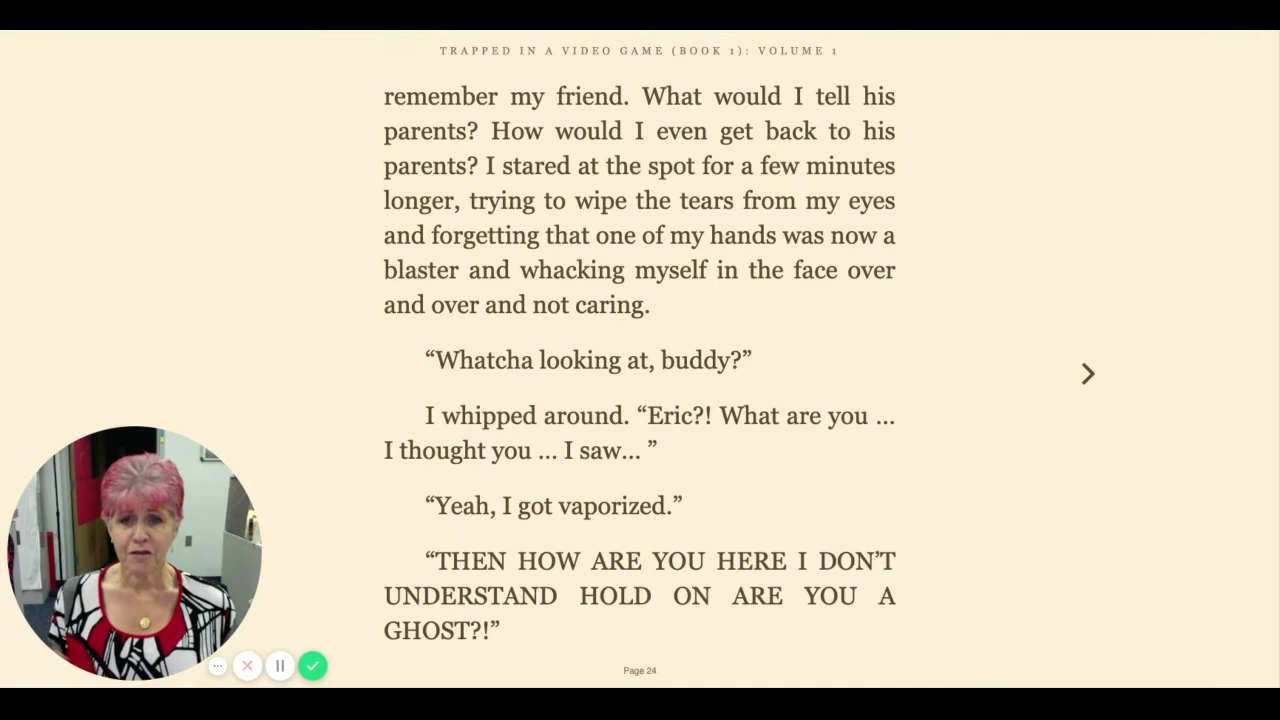 TRAPPED IN A VIDEO GAME (BOOK 1): VOLUME 1
remember my friend. What would I tell his
parents? How would I even get back to his
parents? I stared at the spot for a few minutes
longer, trying to wipe the tears from my eyes
and forgetting that one of my hands was now a
blaster and whacking myself in the face over
and over and not caring.
“Whatcha looking at, buddy?”
I whipped around. “Eric?! What are you ...
I thought you ... I saw... ”
“Yeah, I got vaporized.”
“THEN HOW ARE YOU HERE I DON’T
UNDERSTAND HOLD ON ARE YOU A
GHOST?!”
Page 24